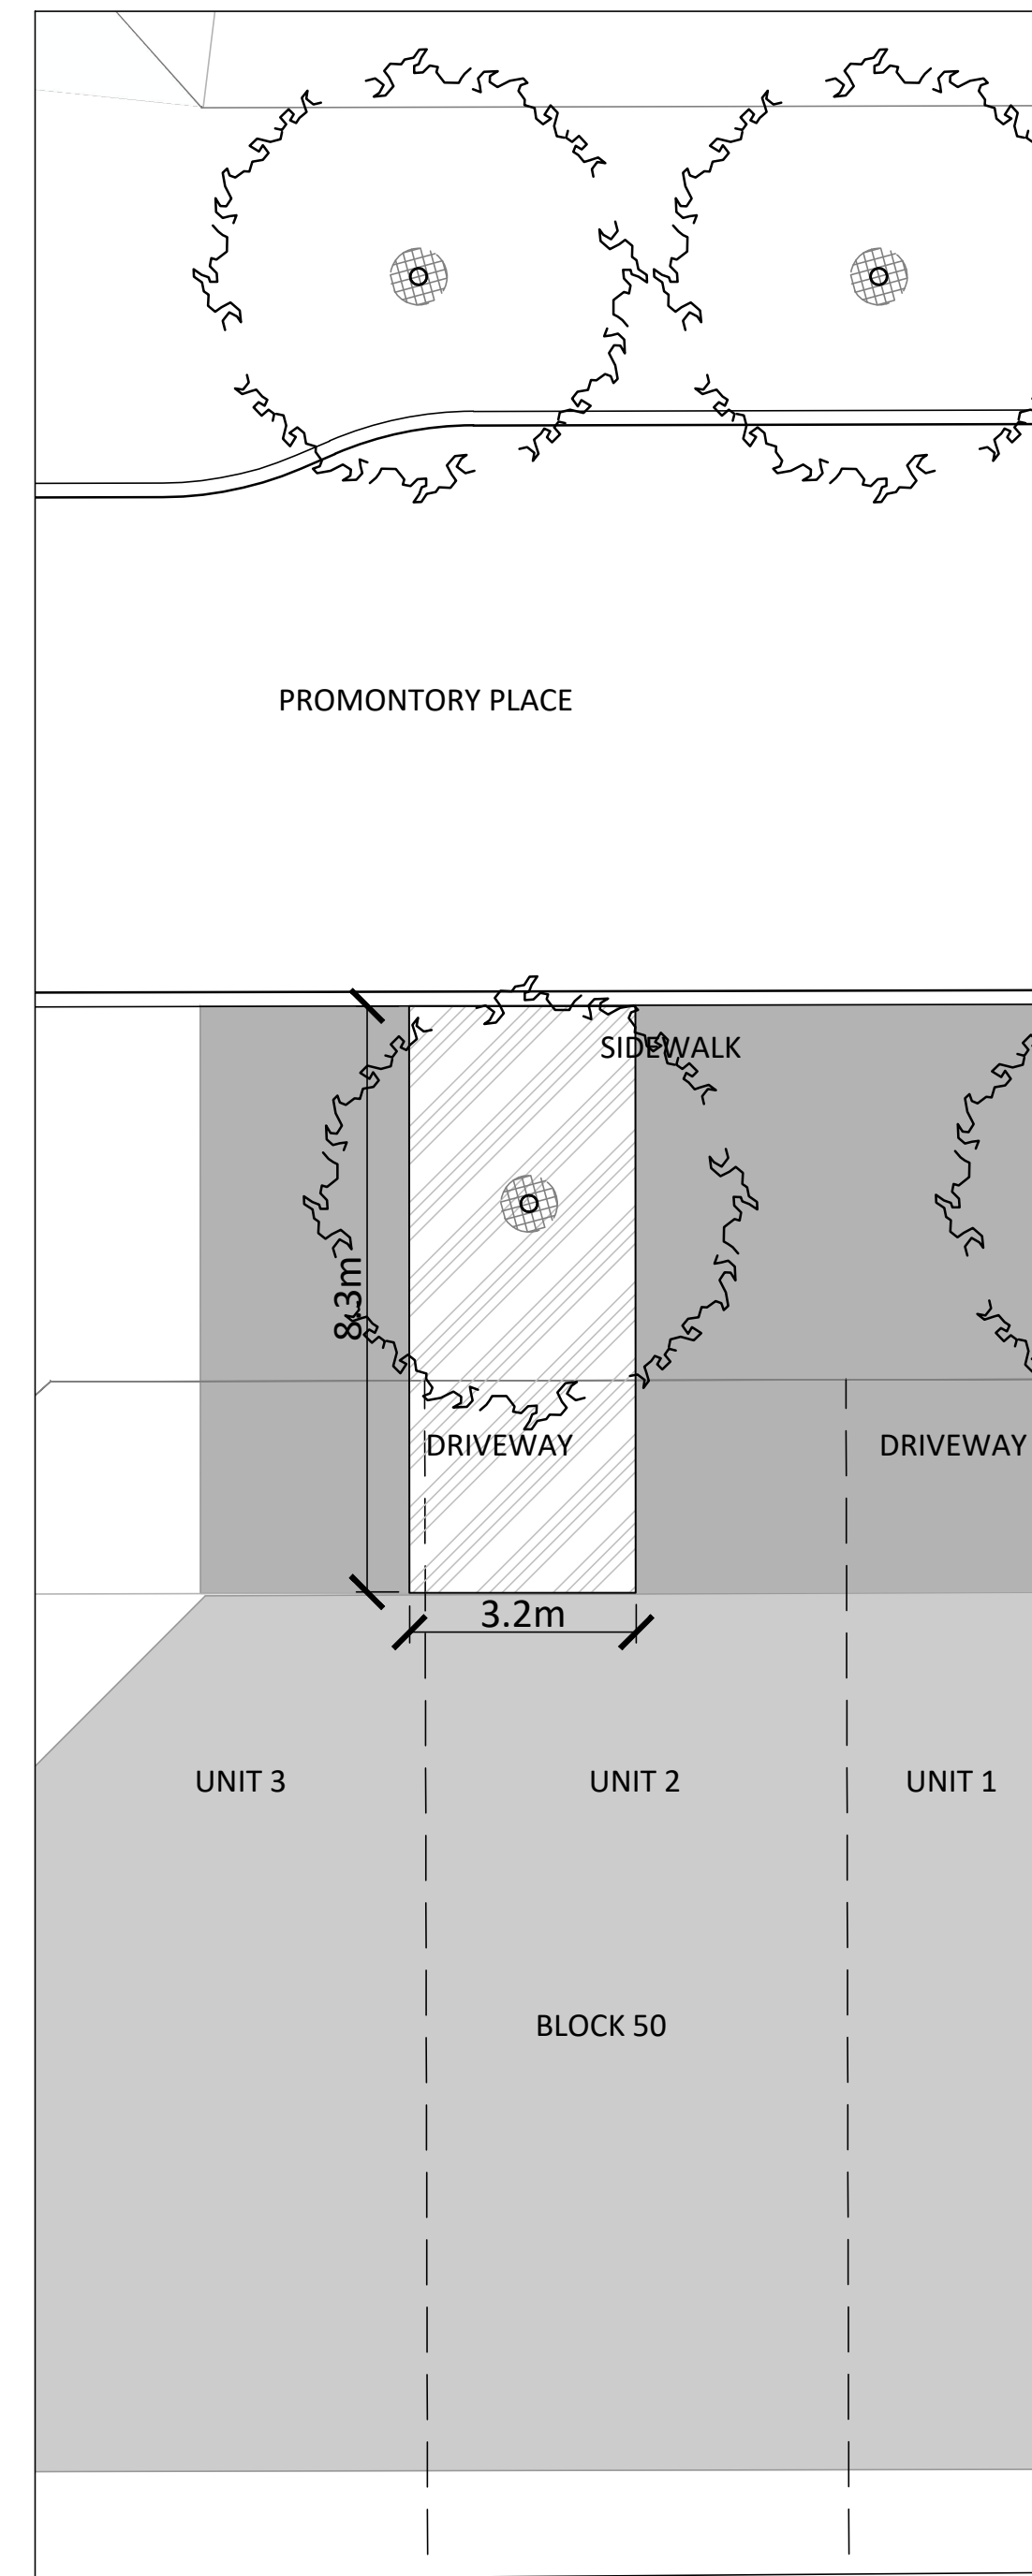 PROMONTORY PLACE
SIDEWALK
8.3m
DRIVEWAY
DRIVEWAY
3.2m
UNIT 3
UNIT 2
UNIT 1
BLOCK 50